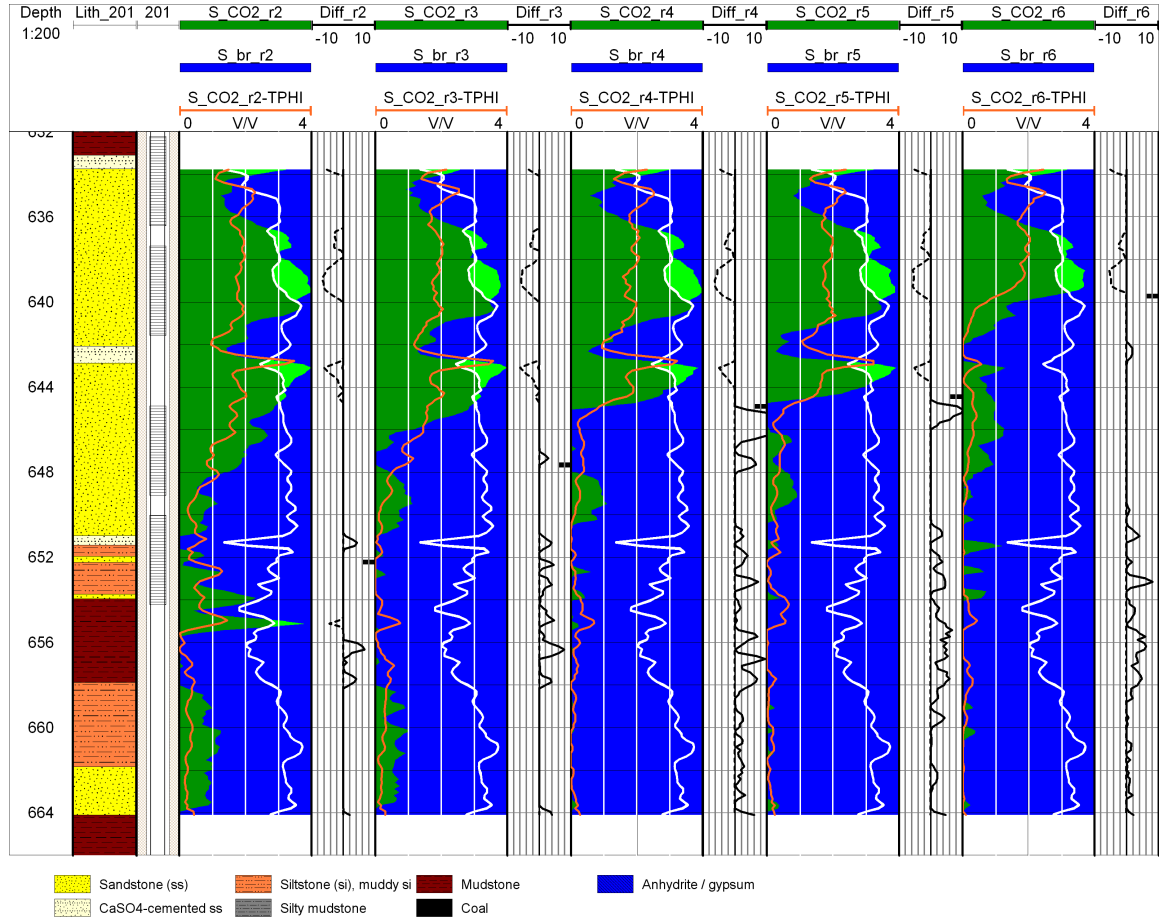 Depth Lith_201 201 S_CO2_r2 Diff_r2 S_CO2_r3 Diff_r3 S_CO2_r4 Diff_r4 S_CO2_r5 Diff_r5 S_CO2_r6 Diff_r6
1:200 -10 10 -10 10 -10 10 -10 10 -10 10
S_br_r2 S_br_r3 S_br_r4 S_br_r5 S_br_r6
S_CO2_r2-TPHI S_CO2_r3-TPHI S_CO2_r4-TPHI S_CO2_r5-TPHI S_CO2_r6-TPHI
0 V/V 4 0 V/V 4 0 V/V 4 0 V/V 4 0 V/V 4
632
636
640
644
648
652
656
660
664
Sandstone (ss) Siltstone (si), muddy si Mudstone Anhydrite / gypsum
CaSO4-cemented ss Silty mudstone Coal